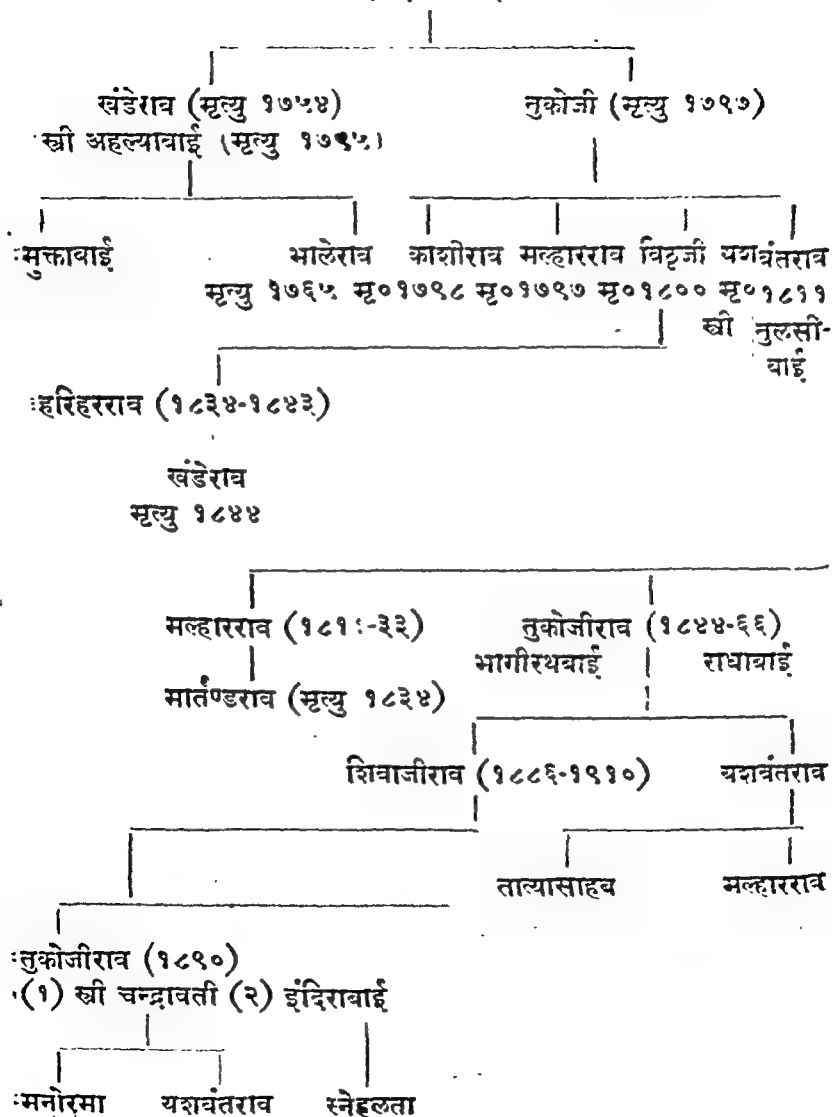 खंडेराव (मृत्यु १७५४) तुकोजी (मृत्यु १७९७)
स्त्री अहल्याबाई (मृत्यु १७९५)
मुक्ताबाई भालेराव काशीराव मल्हारराव विठ्ठजी यशवंतराव
मृत्यु १७६५ मृ०१७९८ मृ०१७९७ मृ०१८०० मृ०१८११
स्त्री तुलसी-
बाई
हरिहरराव (१८३४-१८४३)
खंडेराव
मृत्यु १८४४
मल्हारराव (१८११-३३) तुकोजीराव (१८४४-६६)
भागीरथबाई राधाबाई
मार्तण्डराव (मृत्यु १८३४)
शिवाजीराव (१८८६-१९१०) यशवंतराव
तात्यासाहब मल्हारराव
तुकोजीराव (१८९०)
(१) स्त्री चन्द्रावती (२) इंदिराबाई
मनोरमा यशवंतराव स्नेहलता